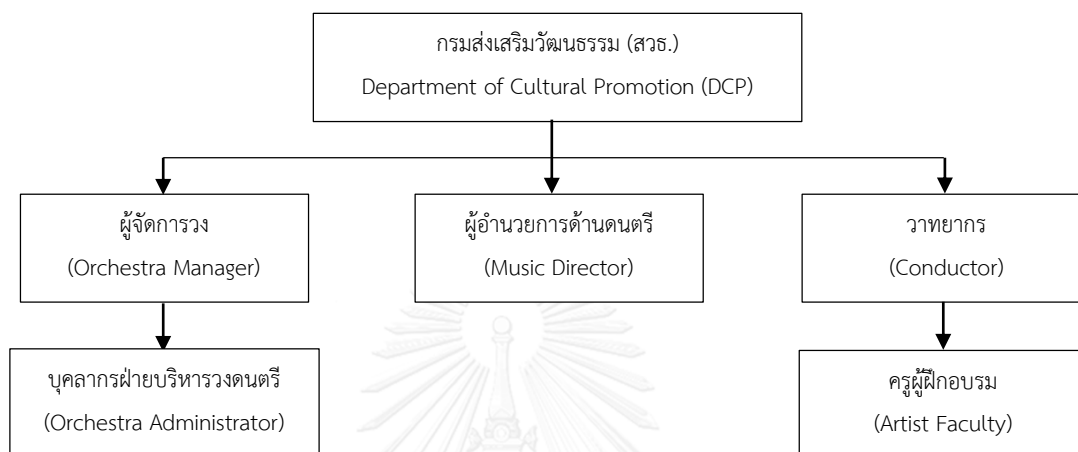 กรมส่งเสริมวัฒนธรรม (สวธ.)
Department of Cultural Promotion (DCP)
ผู้จัดการวง
(Orchestra Manager)
ผู้อำนวยการด้านดนตรี
(Music Director)
วาทยากร
(Conductor)
บุคลากรฝ่ายบริหารวงดนตรี
(Orchestra Administrator)
ครูผู้ฝึกอบรม
(Artist Faculty)